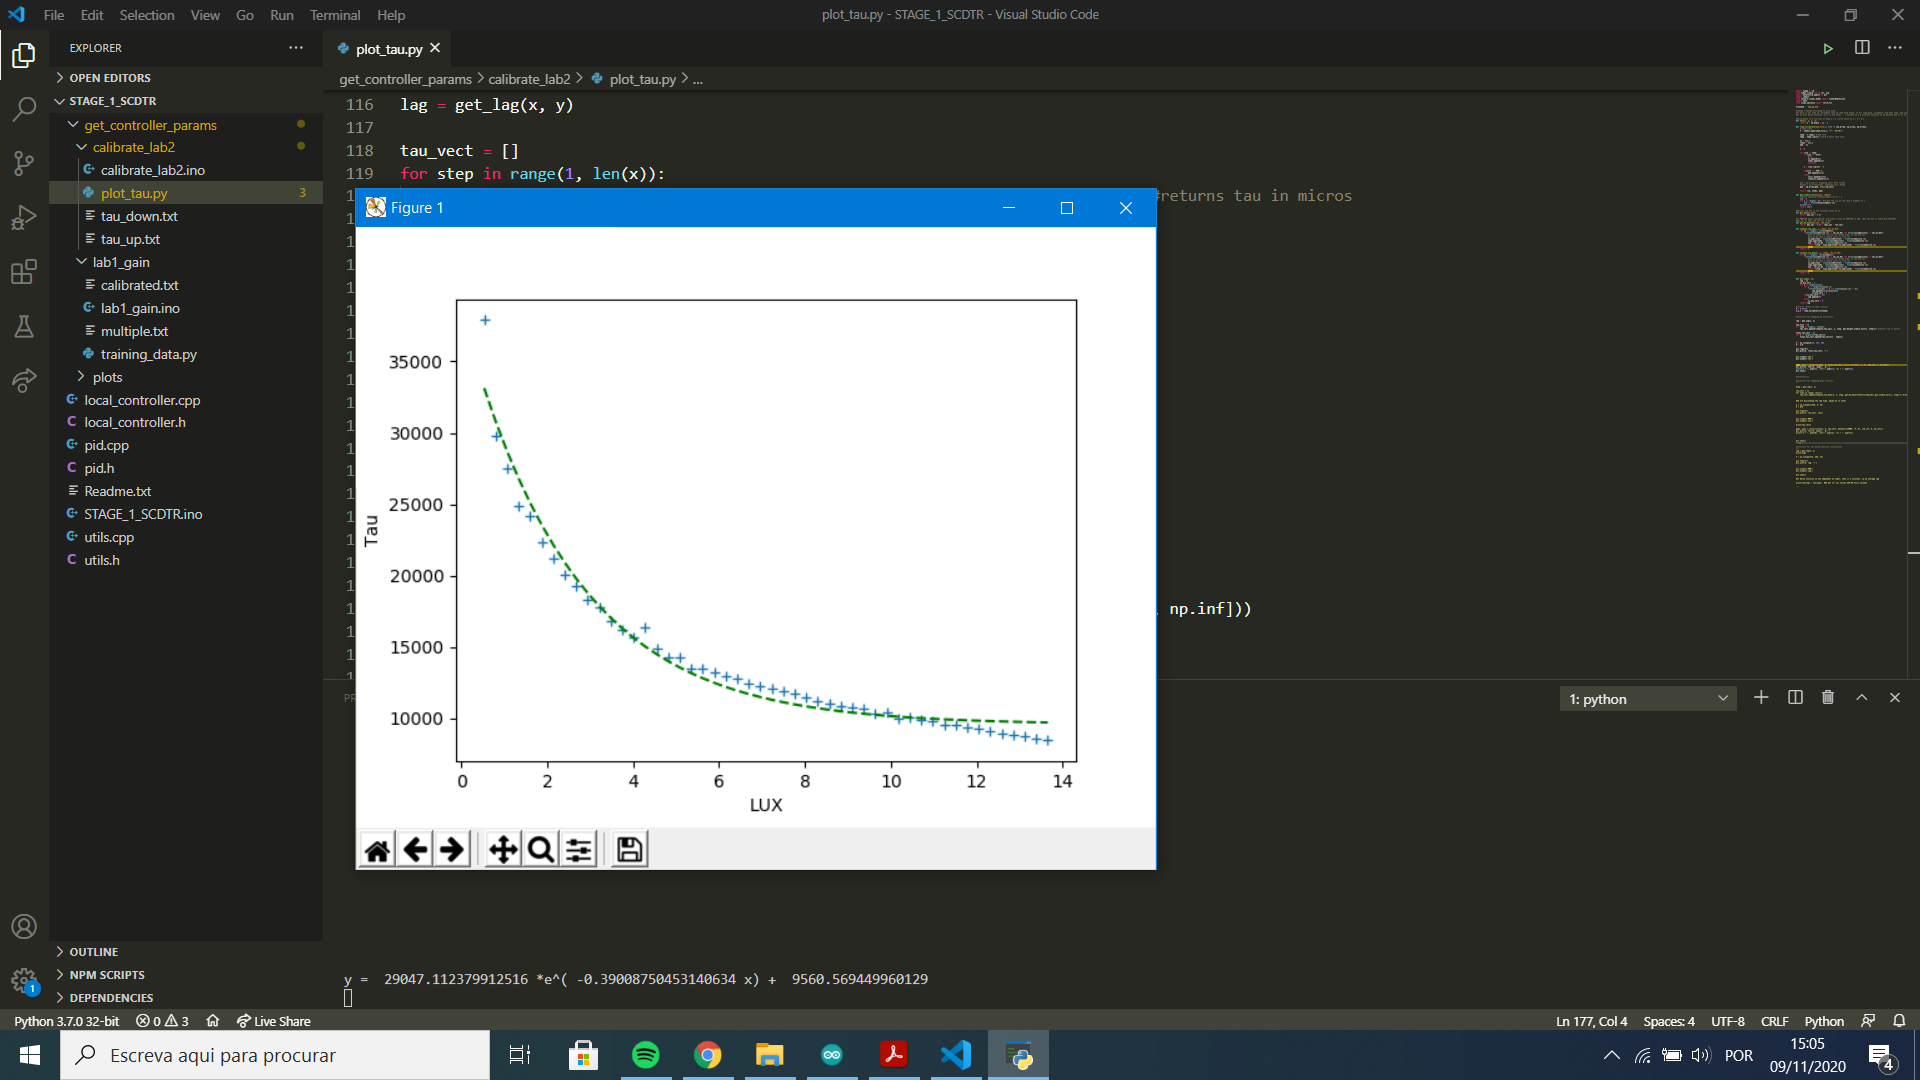 File Edit Selection View Go Run Terminal Help
plot_tau.py - STAGE_1_SCDTR - Visual Studio Code
EXPLORER
OPEN EDITORS
STAGE_1_SCDTR
get_controller_params
calibrate_lab2
calibrate_lab2.ino
plot_tau.py 3
tau_down.txt
tau_up.txt
lab1_gain
calibrated.txt
lab1_gain.ino
multiple.txt
training_data.py
plots
local_controller.cpp
local_controller.h
pid.cpp
pid.h
Readme.txt
STAGE_1_SCDTR.ino
utils.cpp
utils.h
OUTLINE
NPM SCRIPTS
DEPENDENCIES
plot_tau.py
get_controller_params > calibrate_lab2 > plot_tau.py > ...
116 lag = get_lag(x, y)
117
118 tau_vect = []
119 for step in range(1, len(x)):
#returns tau in micros
np.inf]))
Figure 1
35000
30000
25000
20000
15000
10000
Tau
0 2 4 6 8 10 12 14
LUX
1: python
y = 29047.112379912516 *e^( -0.39008750453140634 x) + 9560.569449960129
Python 3.7.0 32-bit 0 3 Live Share
Ln 177, Col 4 Spaces: 4 UTF-8 CRLF Python
Escreva aqui para procurar
POR
15:05
09/11/2020
4
1